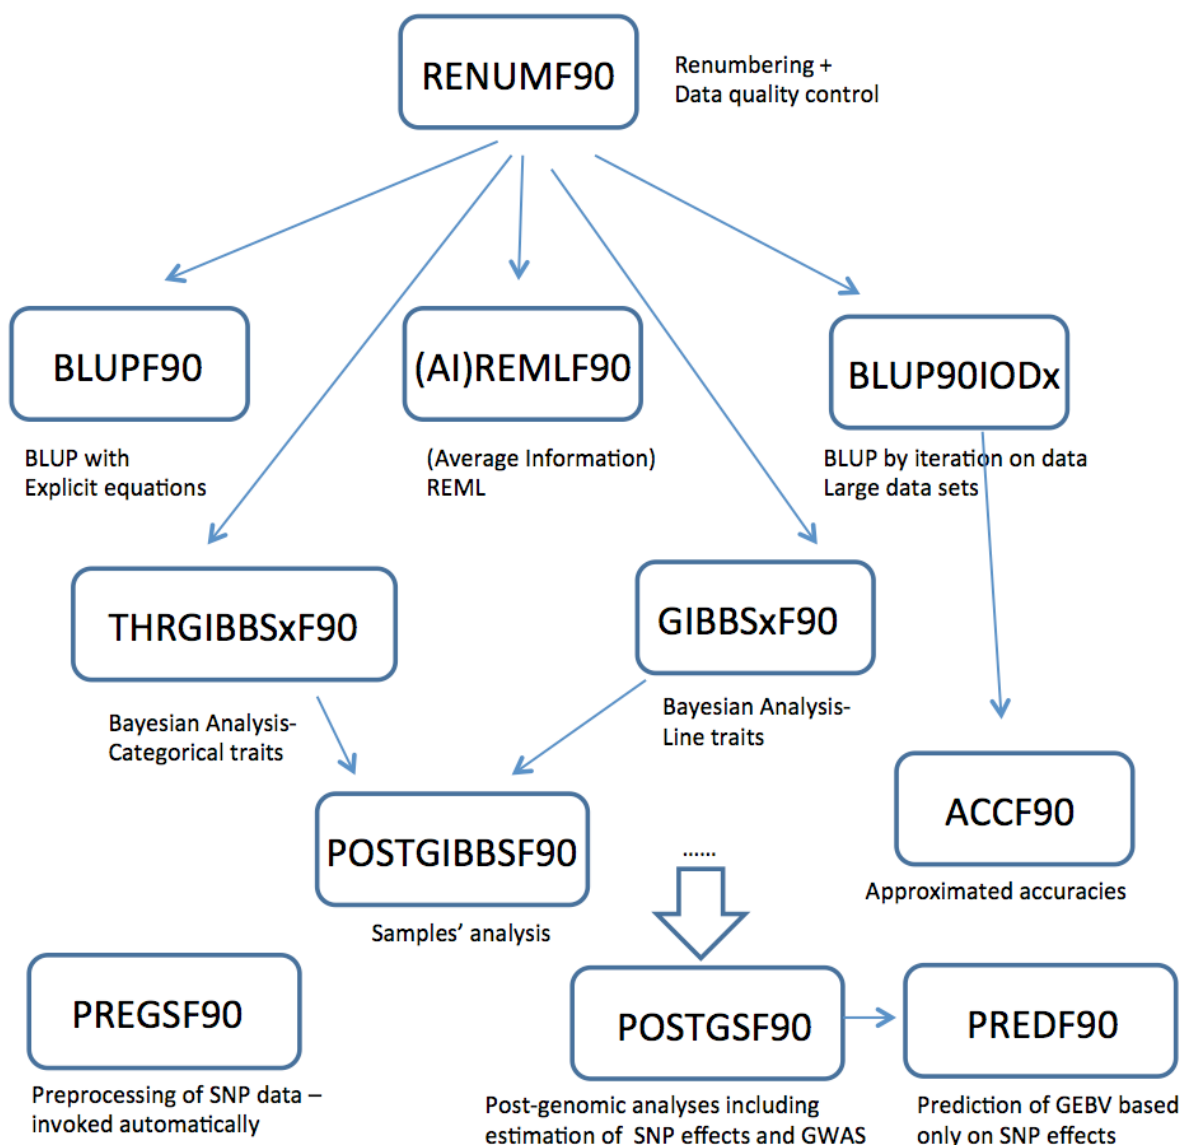 RENUMF90
Renumbering +
Data quality control
BLUPF90
(AI)REMLF90
BLUP90IODx
BLUP with
Explicit equations
(Average Information)
REML
BLUP by iteration on data
Large data sets
THRGIBBSxF90
GIBBSxF90
Bayesian Analysis-
Categorical traits
Bayesian Analysis-
Line traits
POSTGIBBSF90
ACCF90
......
Samples’ analysis
Approximated accuracies
PREGSF90
POSTGSF90
PREDF90
Preprocessing of SNP data –
invoked automatically
Post-genomic analyses including
estimation of SNP effects and GWAS
Prediction of GEBV based
only on SNP effects